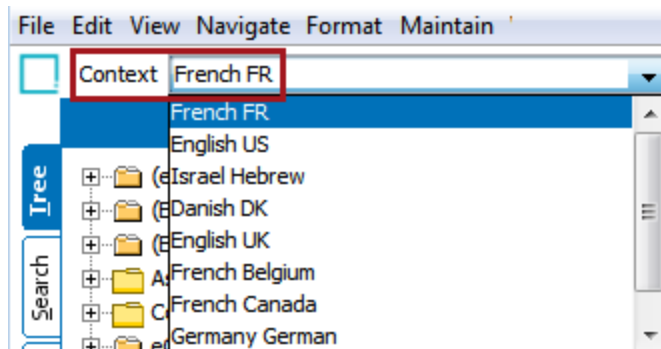 File Edit View Navigate Format Maintain
Context French FR
French FR
English US
(e Israel Hebrew
(E Danish DK
(E English UK
A French Belgium
C French Canada
Germany German
Tree
Search